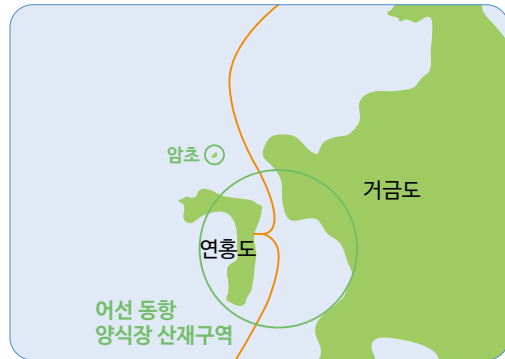 암초
거금도
연홍도
어선 동항
양식장 산재구역